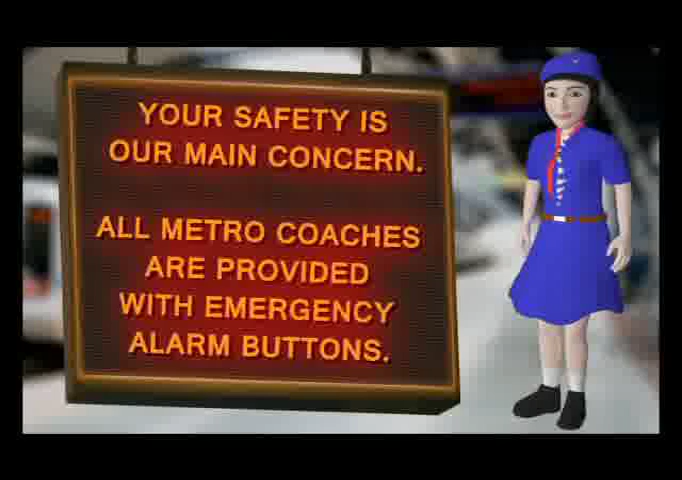 YOUR SAFETY IS
OUR MAIN CONCERN.
ALL METRO COACHES
ARE PROVIDED
WITH EMERGENCY
ALARM BUTTONS.